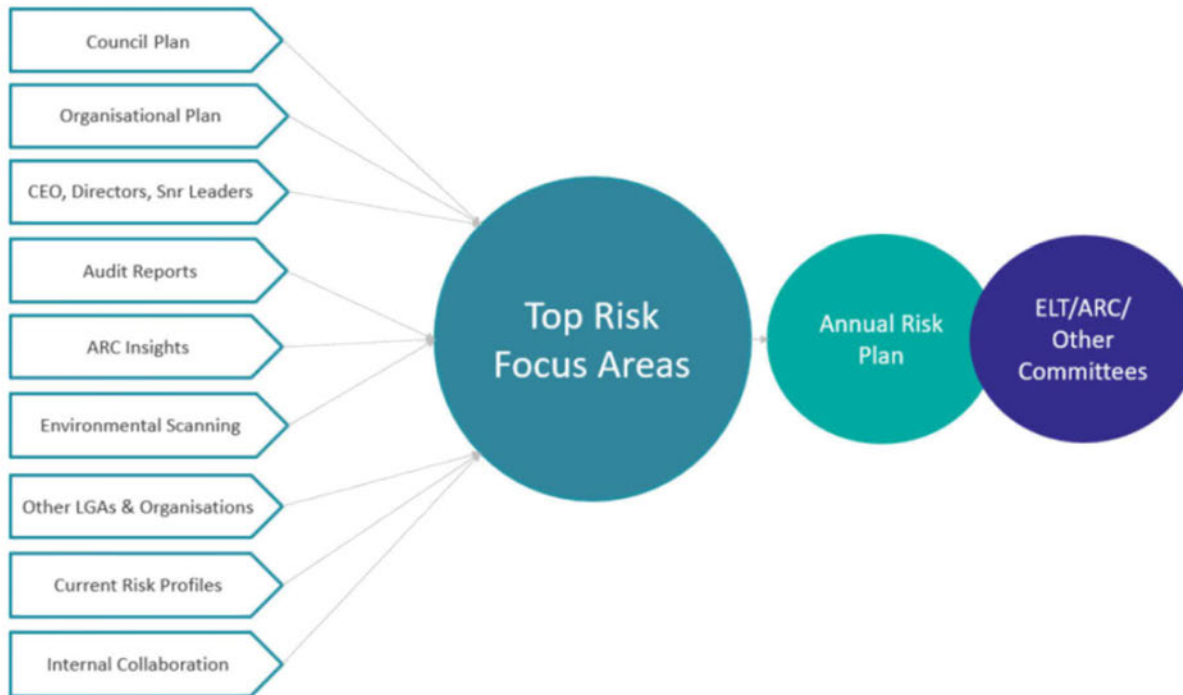 Council Plan
Organisational Plan
CEO, Directors, Snr Leaders
Audit Reports
ARC Insights
Environmental Scanning
Other LGAs & Organisations
Current Risk Profiles
Internal Collaboration
Top Risk
Focus Areas
Annual Risk
Plan
ELT/ARC/
Other
Committees